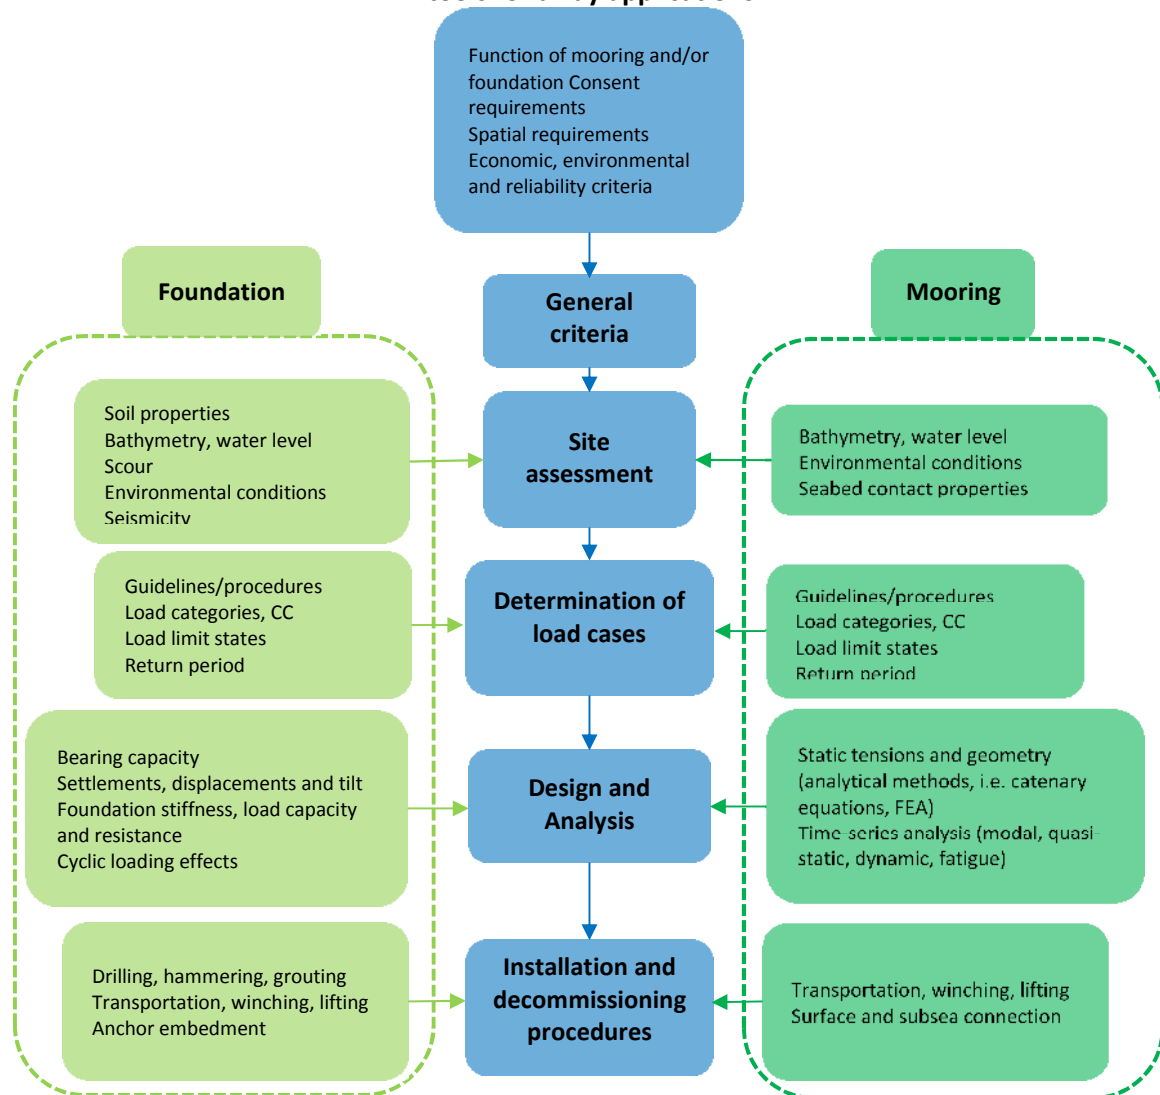 Function of mooring and/or
foundation Consent
requirements
Spatial requirements
Economic, environmental
and reliability criteria
Foundation
General
criteria
Mooring
Soil properties
Bathymetry, water level
Scour
Environmental conditions
Seismicity
Site
assessment
Bathymetry, water level
Environmental conditions
Seabed contact properties
Guidelines/procedures
Load categories, CC
Load limit states
Return period
Determination of
load cases
Guidelines/procedures
Load categories, CC
Load limit states
Return period
Bearing capacity
Settlements, displacements and tilt
Foundation stiffness, load capacity
and resistance
Cyclic loading effects
Design and
Analysis
Static tensions and geometry
(analytical methods, i.e. catenary
equations, FEA)
Time-series analysis (modal, quasi-
static, dynamic, fatigue)
Drilling, hammering, grouting
Transportation, winching, lifting
Anchor embedment
Installation and
decommissioning
procedures
Transportation, winching, lifting
Surface and subsea connection